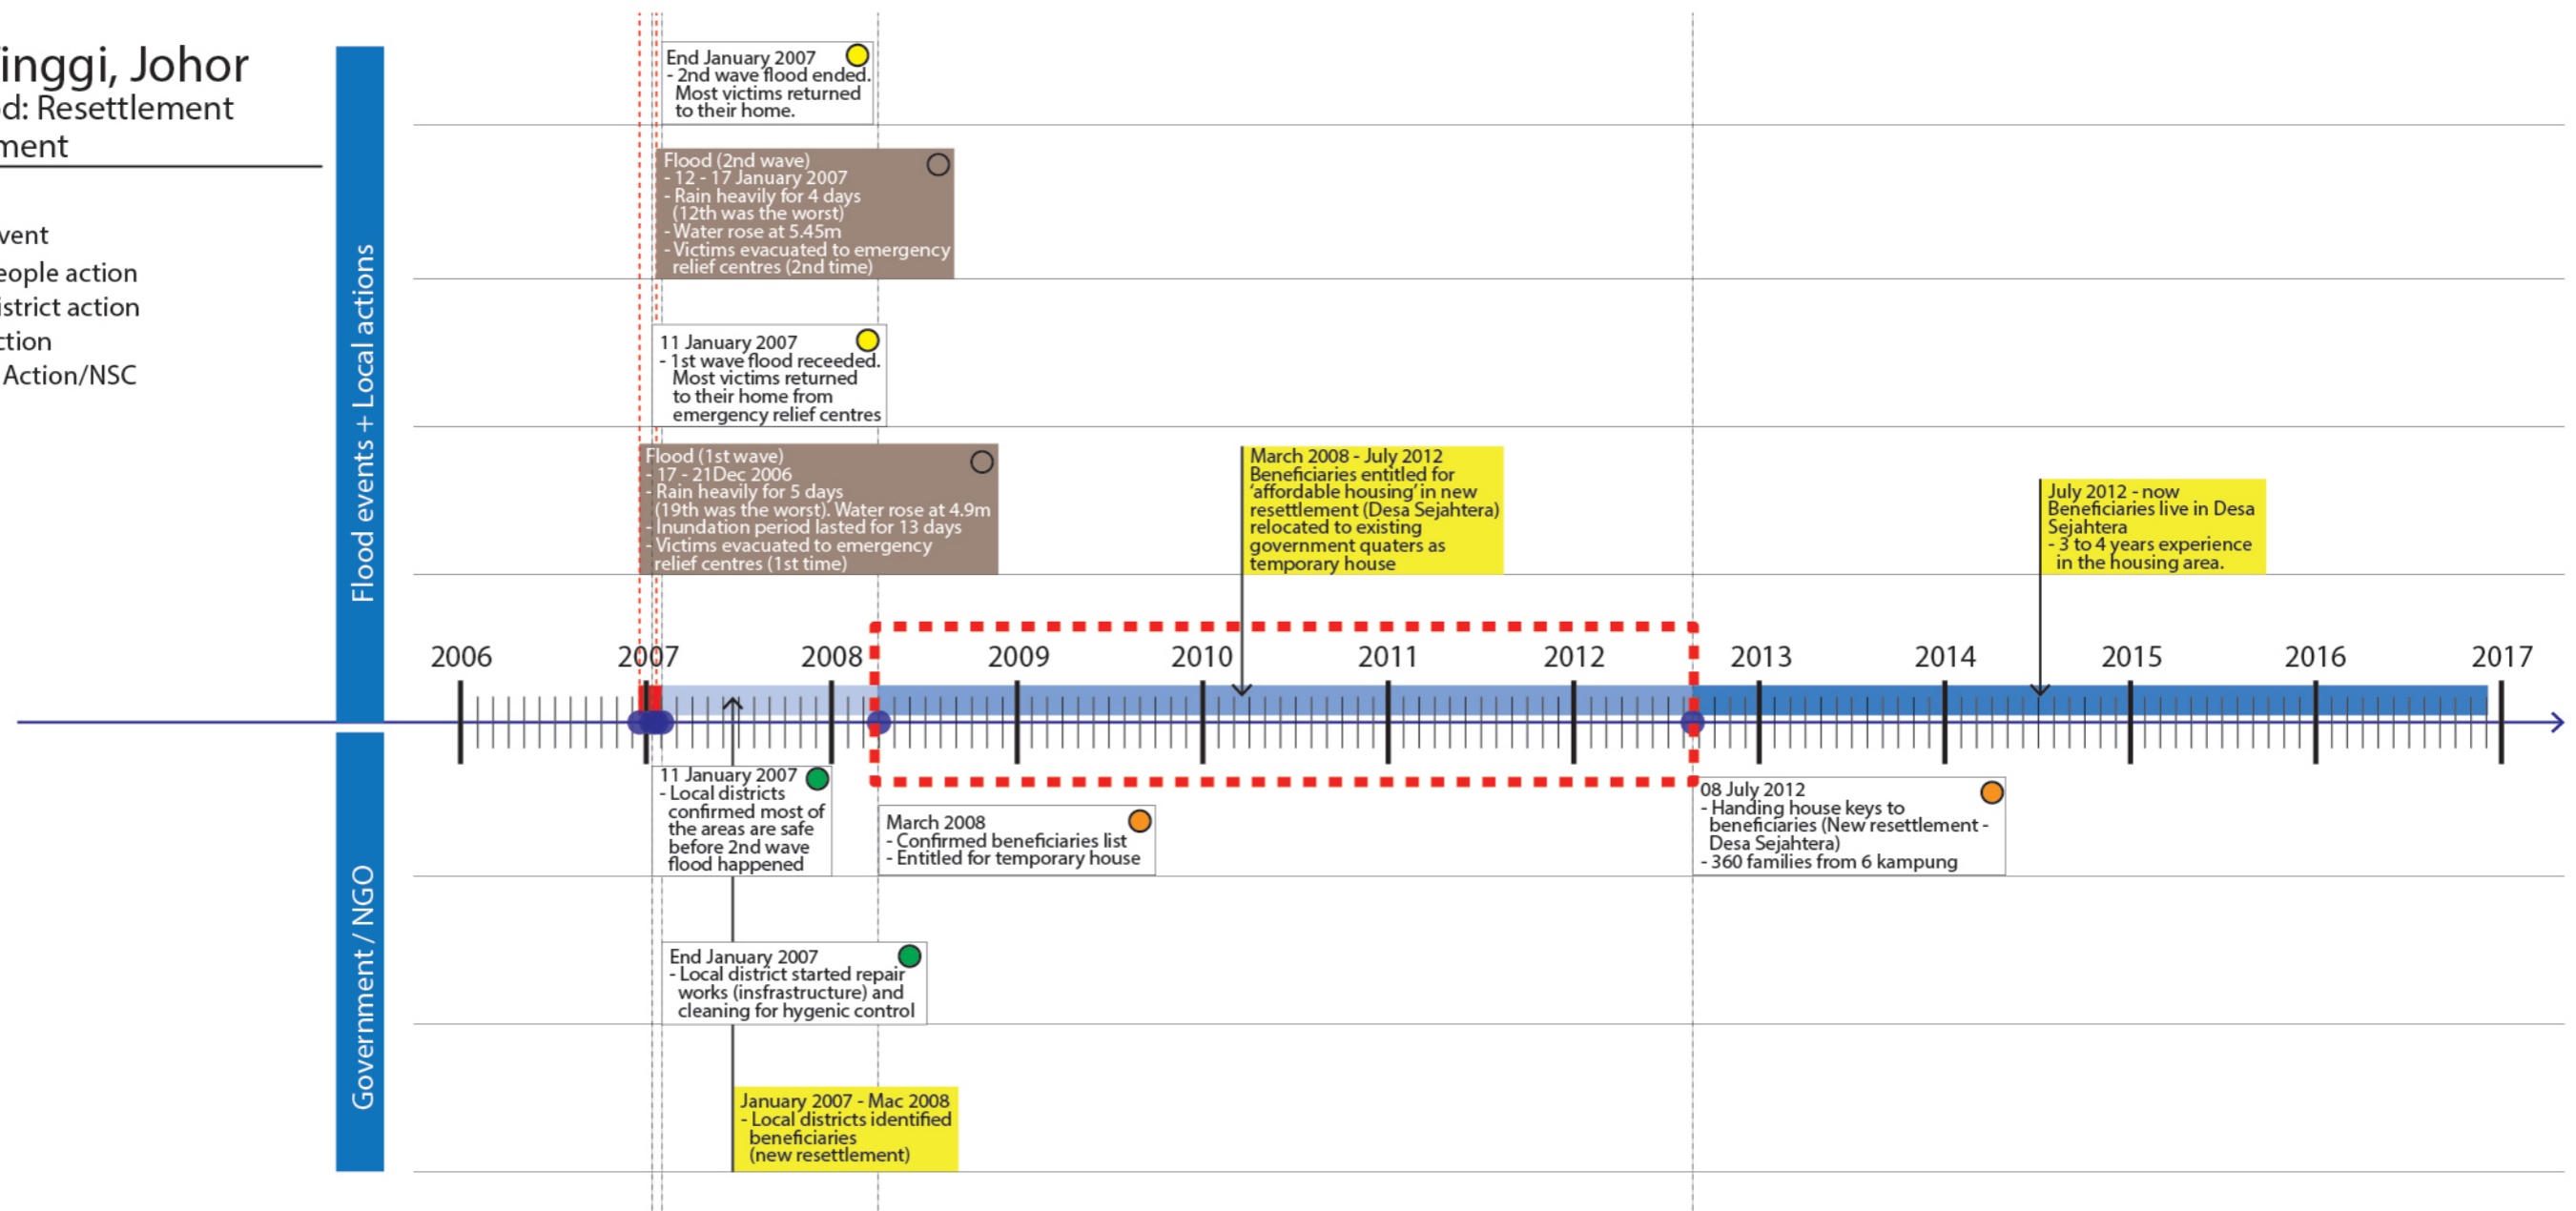 inggi, Johor
d: Resettlement
ment
vent
eople action
istrict action
ction
Action/NSC
Flood events + Local actions
Government / NGO
End January 2007
- 2nd wave flood ended.
Most victims returned
to their home.
Flood (2nd wave)
- 12 - 17 January 2007
- Rain heavily for 4 days
(12th was the worst)
- Water rose at 5.45m
- Victims evacuated to emergency
relief centres (2nd time)
11 January 2007
- 1st wave flood receeded.
Most victims returned
to their home from
emergency relief centres
Flood (1st wave)
- 17 - 21Dec 2006
- Rain heavily for 5 days
(19th was the worst). Water rose at 4.9m
- Inundation period lasted for 13 days
- Victims evacuated to emergency
relief centres (1st time)
March 2008 - July 2012
Beneficiaries entitled for
'affordable housing' in new
resettlement (Desa Sejahtera)
relocated to existing
government quaters as
temporary house
July 2012 - now
Beneficiaries live in Desa
Sejahtera
- 3 to 4 years experience
in the housing area.
2006 2007 2008 2009 2010 2011 2012 2013 2014 2015 2016 2017
11 January 2007
- Local districts
confirmed most of
the areas are safe
before 2nd wave
flood happened
March 2008
- Confirmed beneficiaries list
- Entitled for temporary house
08 July 2012
- Handing house keys to
beneficiaries (New resettlement -
Desa Sejahtera)
- 360 families from 6 kampung
End January 2007
- Local district started repair
works (insfrastructure) and
cleaning for hygenic control
January 2007 - Mac 2008
- Local districts identified
beneficiaries
(new resettlement)